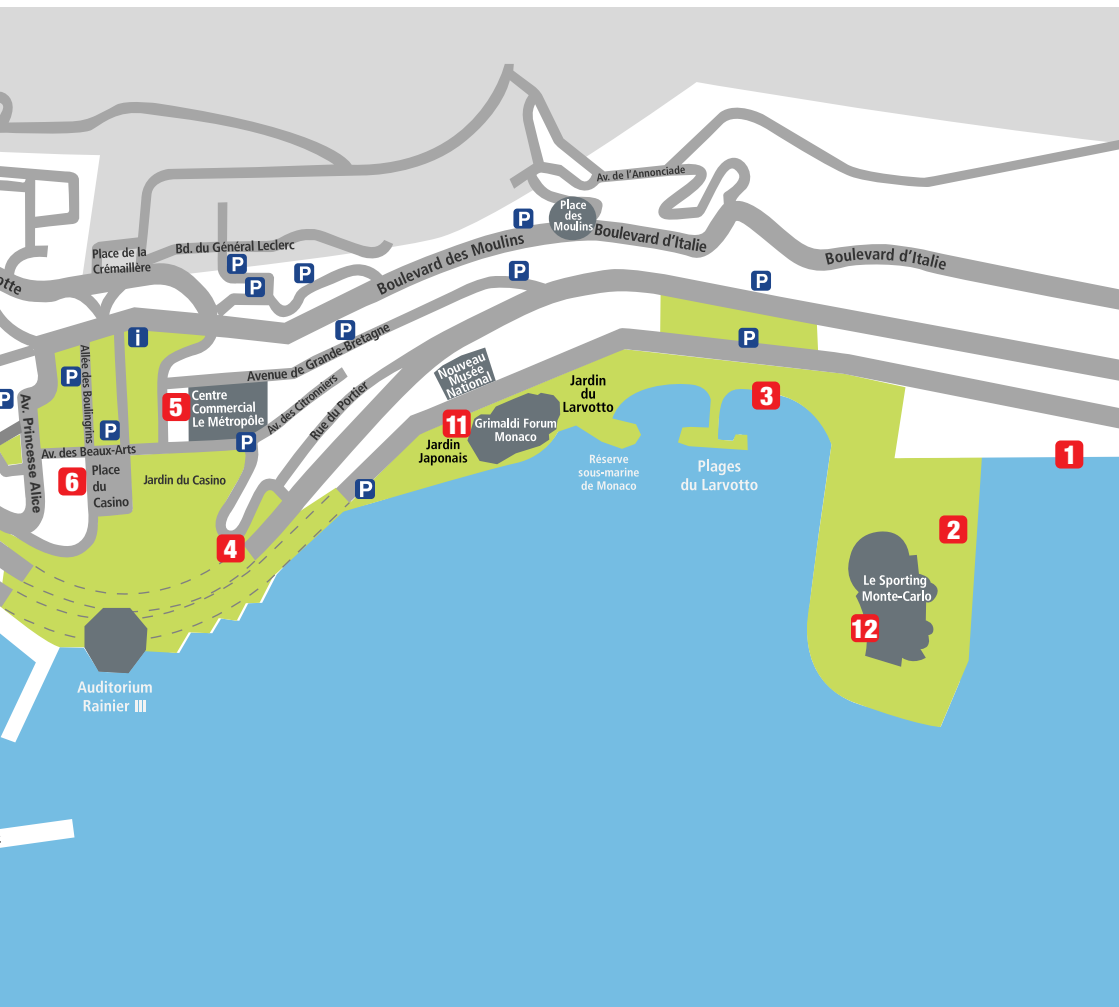 Av. de l'Annonciade
Place
des
Moulins
P
Boulevard d'Italie
Boulevard des Moulins
Bd. du Général Leclerc
Place de la
Crémaillère
P
P
P
P
P
Boulevard d'Italie
otte
i
P
P
Avenue de Grande-Bretagne
Allée des Boulingrins
P
P
Av. Princesse Alice
5
Centre
Commercial
Le Métropôle
Av. des Citronniers
Rue du Portier
Nouveau
Musée
National
Jardin
du
Larvotto
3
11
Grimaldi Forum
Monaco
Jardin
Japonais
P
P
Av. des Beaux-Arts
6
Place
du
Casino
Jardin du Casino
P
Réserve
sous-marine
de Monaco
Plages
du Larvotto
1
2
4
Le Sporting
Monte-Carlo
12
Auditorium
Rainier III